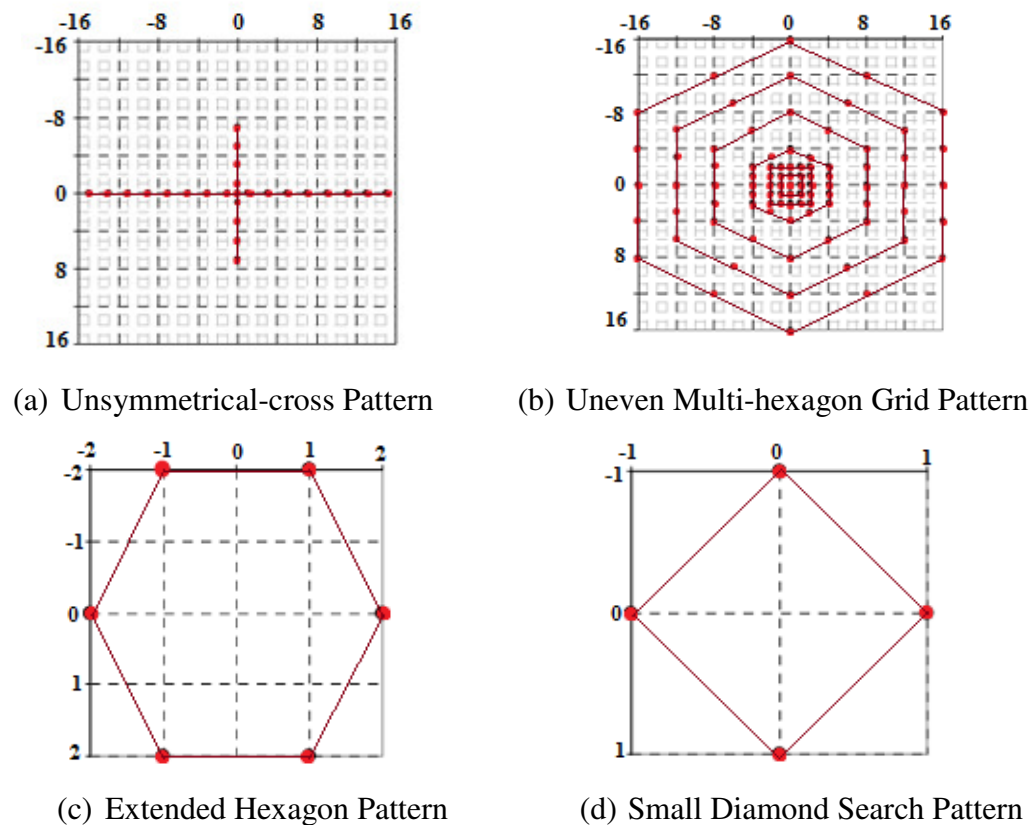 -16 -8 0 8 16
-16
-8
0
8
16
(a) Unsymmetrical-cross Pattern
-16 -8 0 8 16
-16
-8
0
8
16
(b) Uneven Multi-hexagon Grid Pattern
-2 -1 0 1 2
-2
-1
0
1
2
(c) Extended Hexagon Pattern
-1 0 1
-1
0
1
(d) Small Diamond Search Pattern